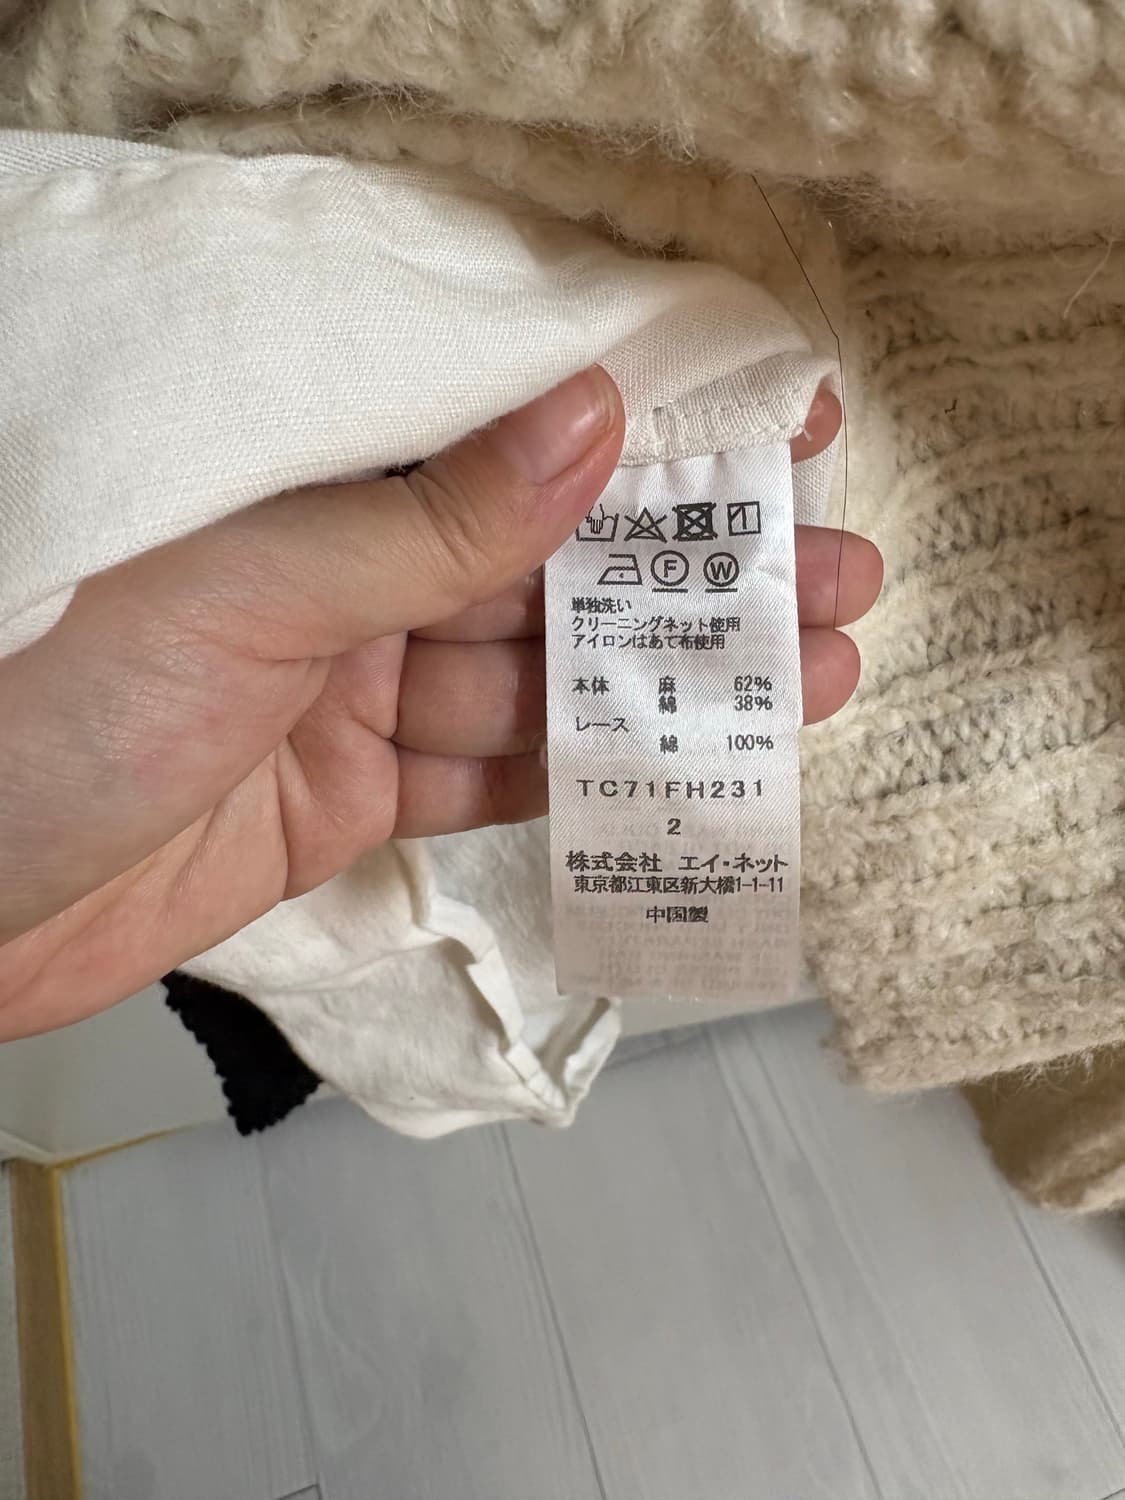 F W
単独洗い
クリーニングネット使用
アイロンはあて布使用
本体 麻 62%
綿 38%
レース
綿 100%
TC71FH231
2
株式会社 エイ・ネット
東京都江東区新大橋1-1-11
中国製